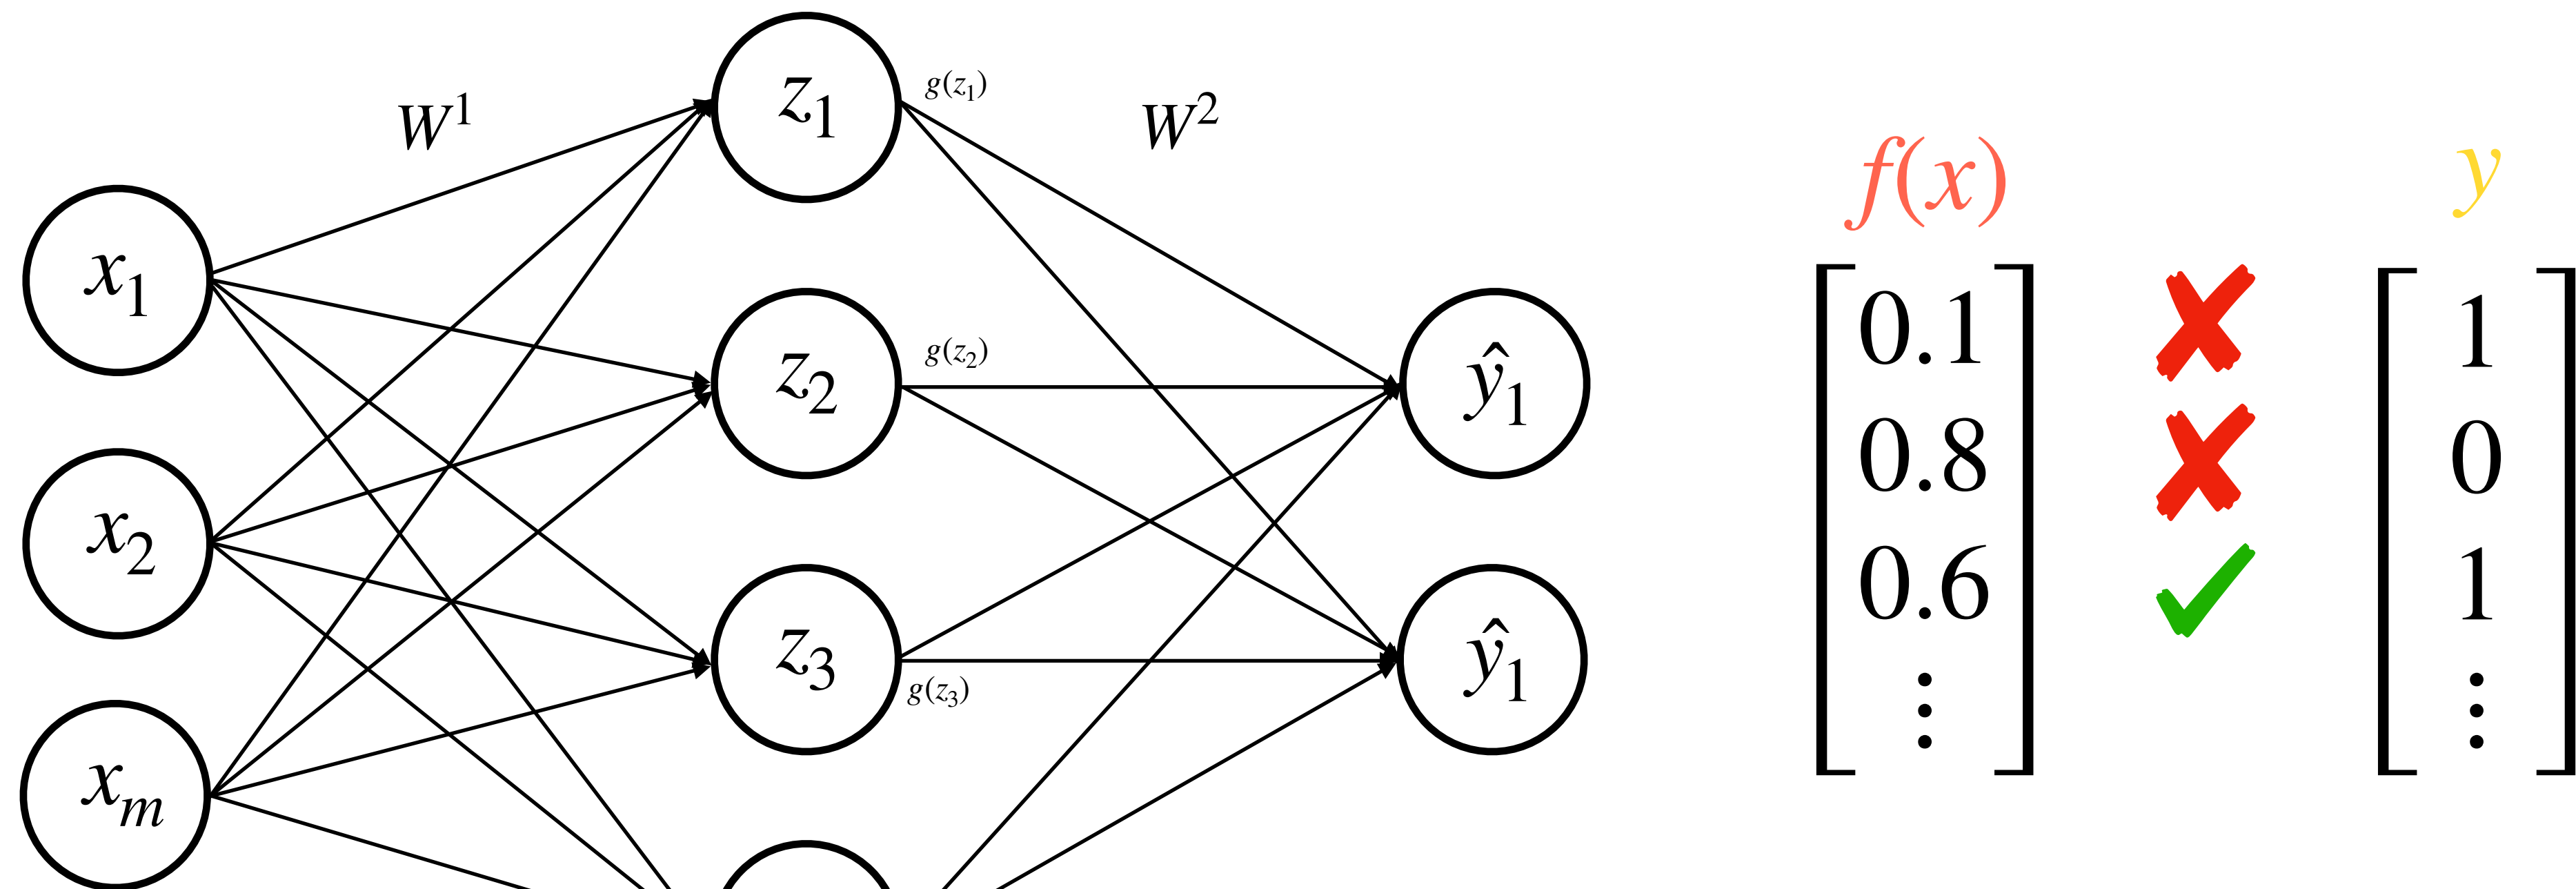 W¹
W²
x₁
x₂
xₘ
z₁
z₂
z₃
g(z₁)
g(z₂)
g(z₃)
ŷ₁
ŷ₁
f(x)
0.1
0.8
0.6
⋮
y
1
0
1
⋮